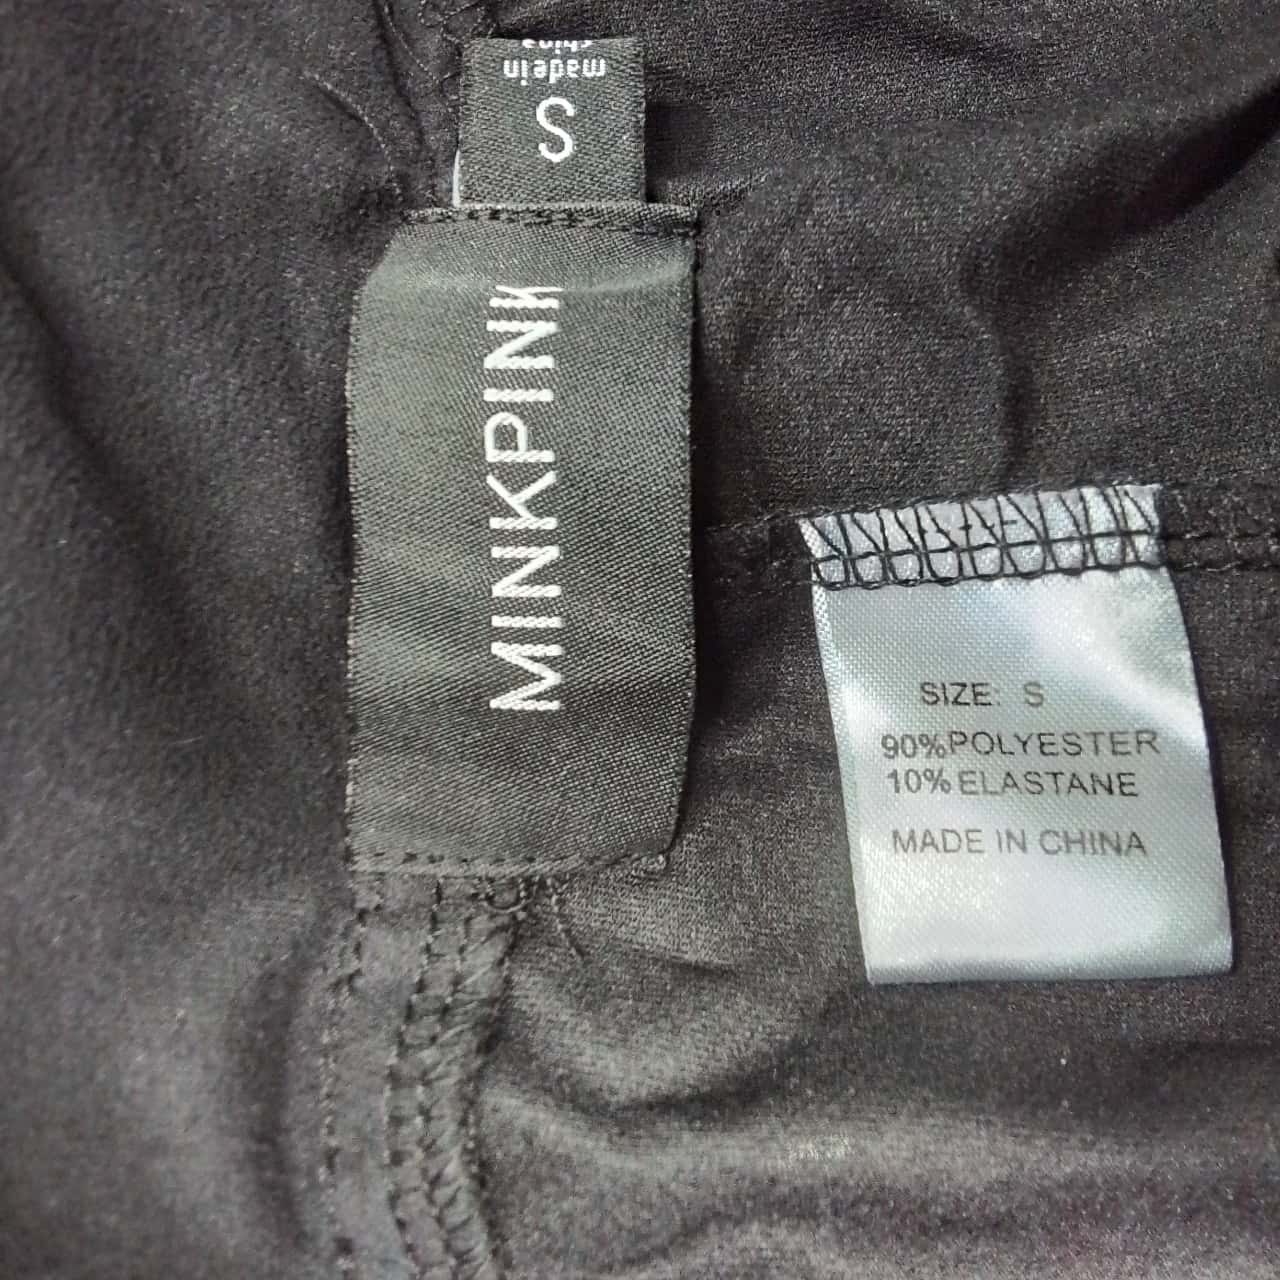 made in
china
S
MINKPINK
SIZE: S
90%POLYESTER
10% ELASTANE
MADE IN CHINA